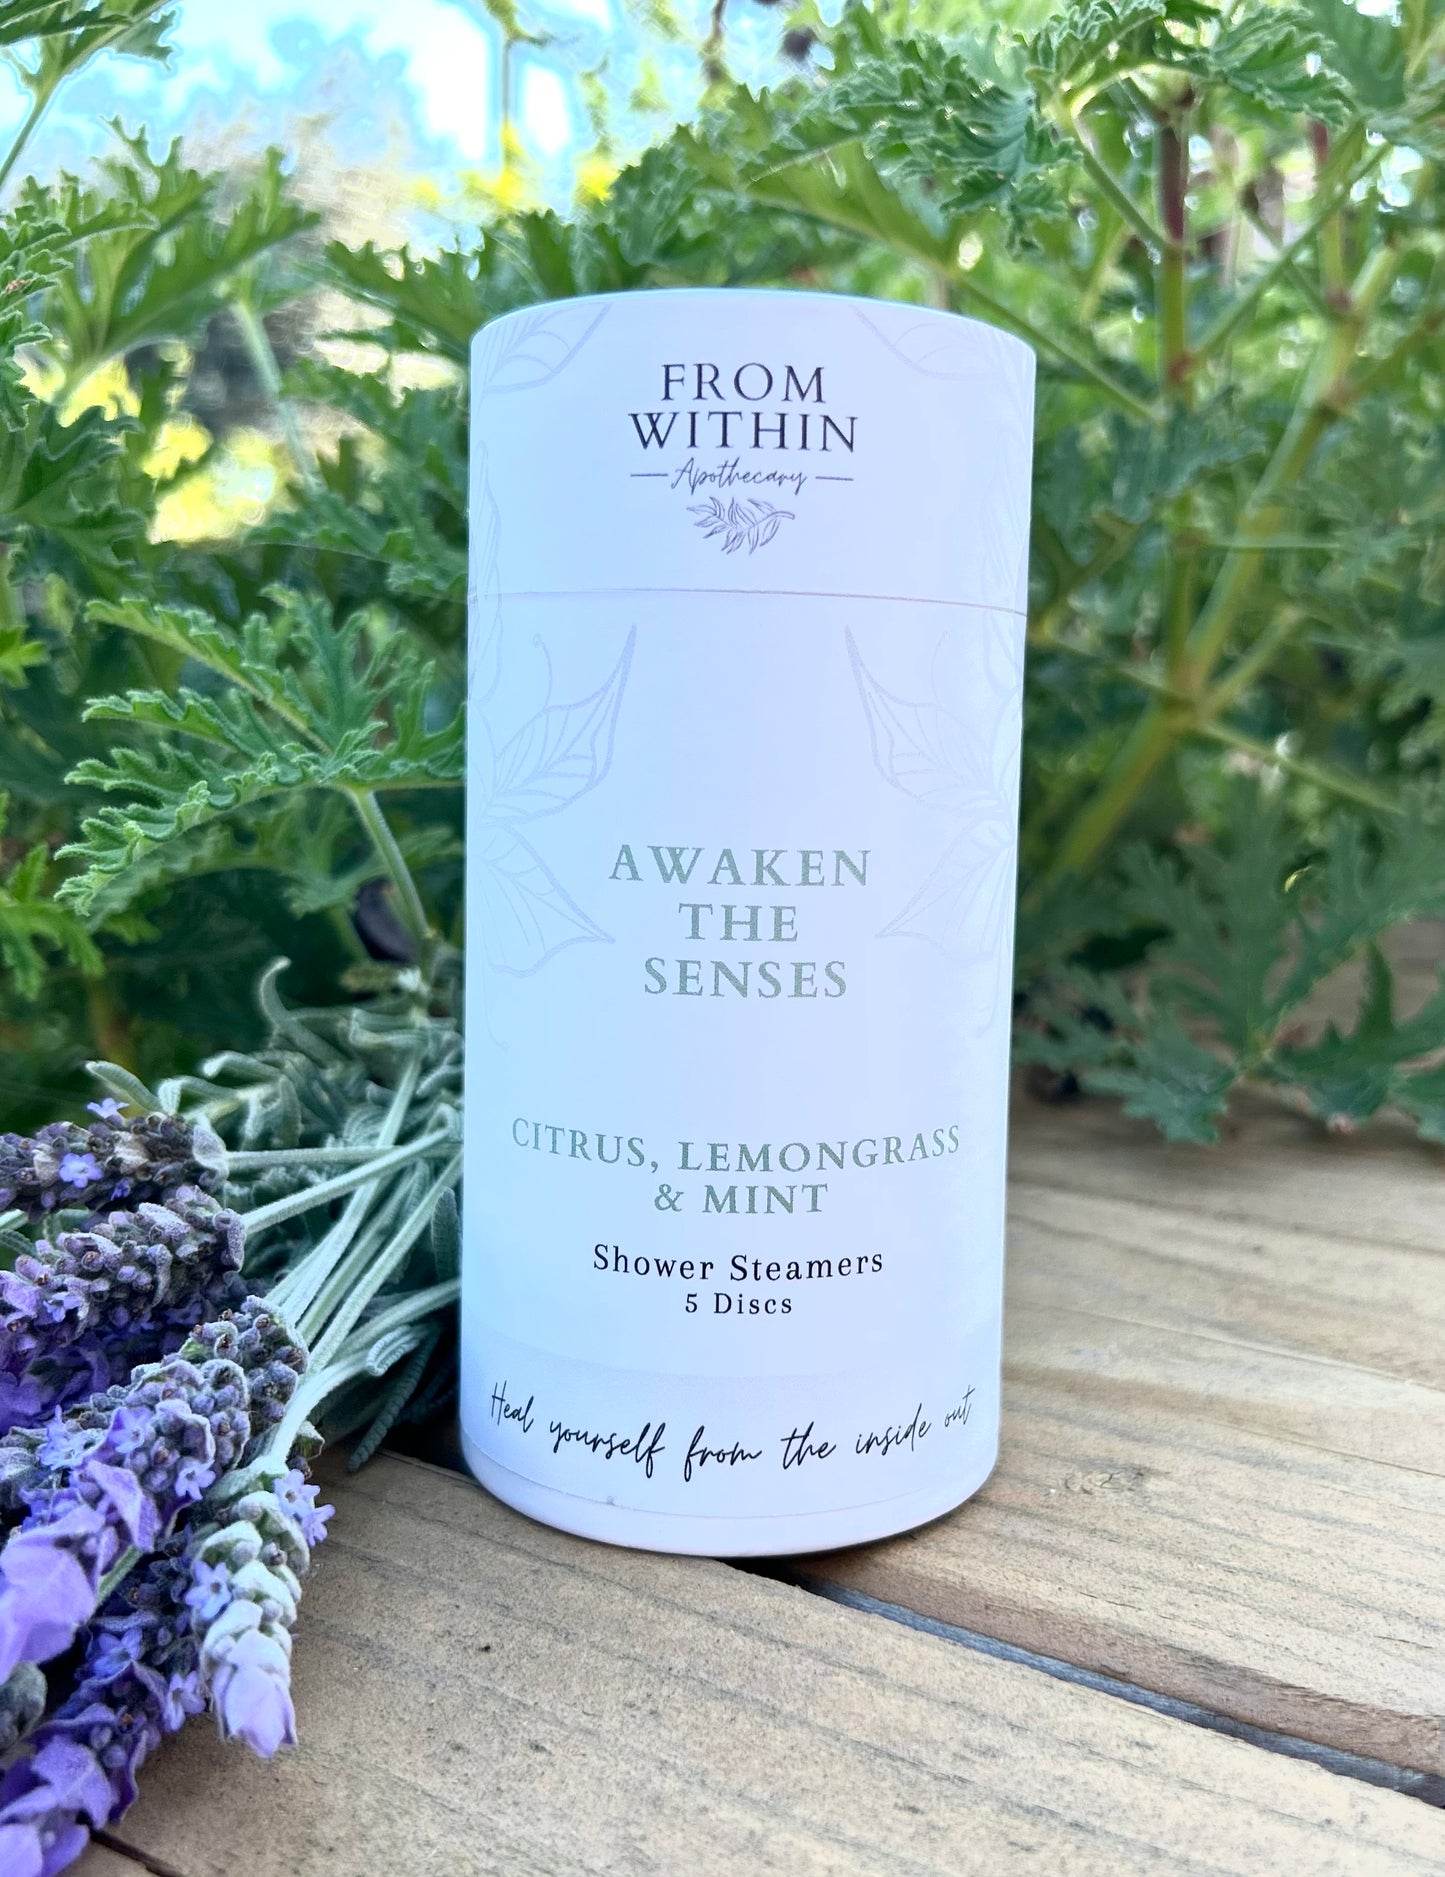 FROM
WITHIN
Apothecary
AWAKEN
THE
SENSES
CITRUS, LEMONGRASS
& MINT
Shower Steamers
5 Discs
Heal yourself from the inside out